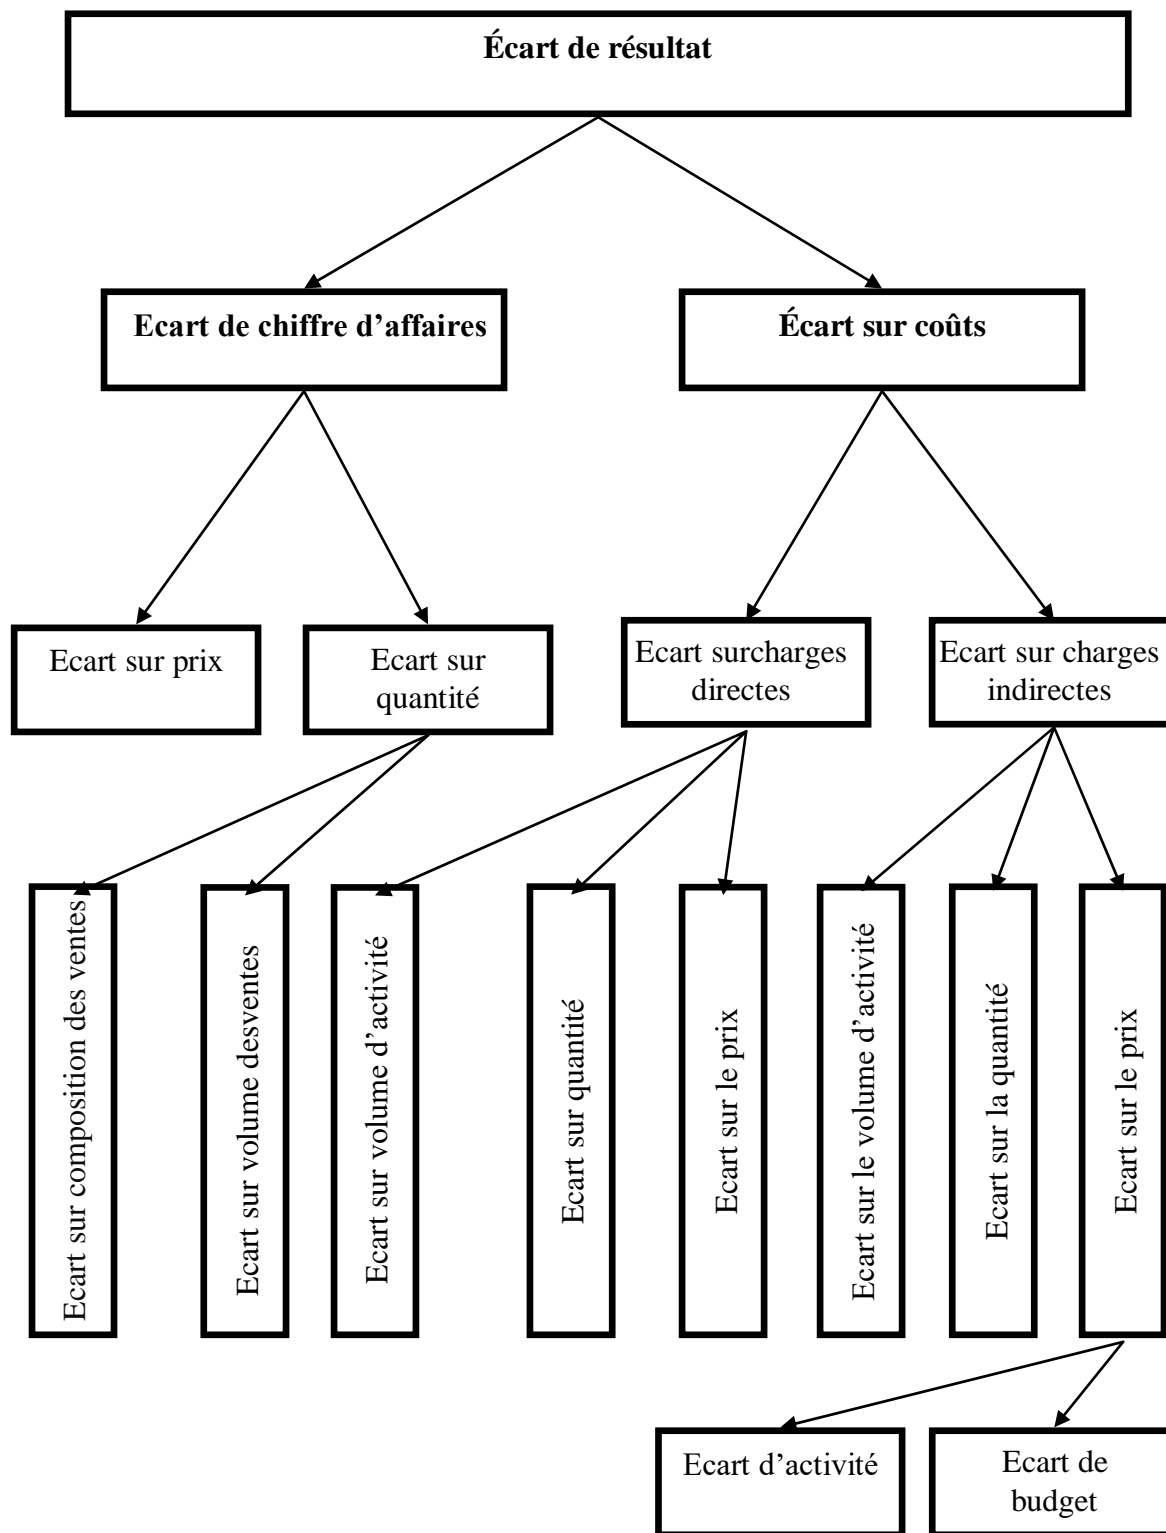 Écart de résultat
Ecart de chiffre d’affaires
Écart sur coûts
Ecart sur prix
Ecart sur
quantité
Ecart surcharges
directes
Ecart sur charges
indirectes
Ecart sur composition des ventes
Ecart sur volume desventes
Ecart sur volume d’activité
Ecart sur quantité
Ecart sur le prix
Ecart sur le volume d’activité
Ecart sur la quantité
Ecart sur le prix
Ecart d’activité
Ecart de
budget